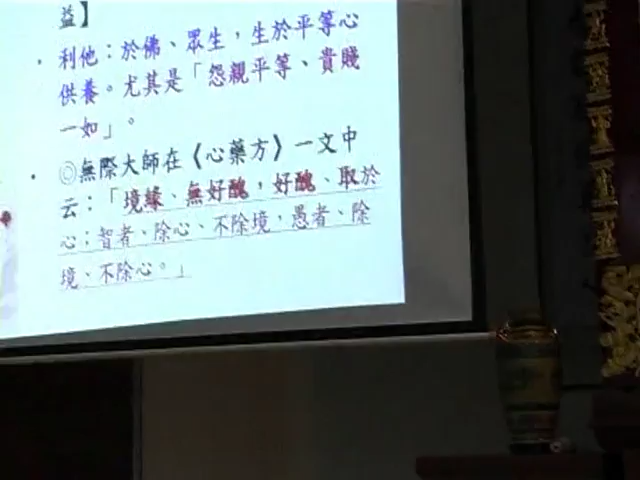 益】
• 利他：於佛、眾生，生於平等心
供養。尤其是「怨親平等、貴賤
一如」。
• ◎無際大師在《心藥方》一文中
云：「境緣、無好醜，好醜、取於
心；智者、除心、不除境，愚者、除
境、不除心。」